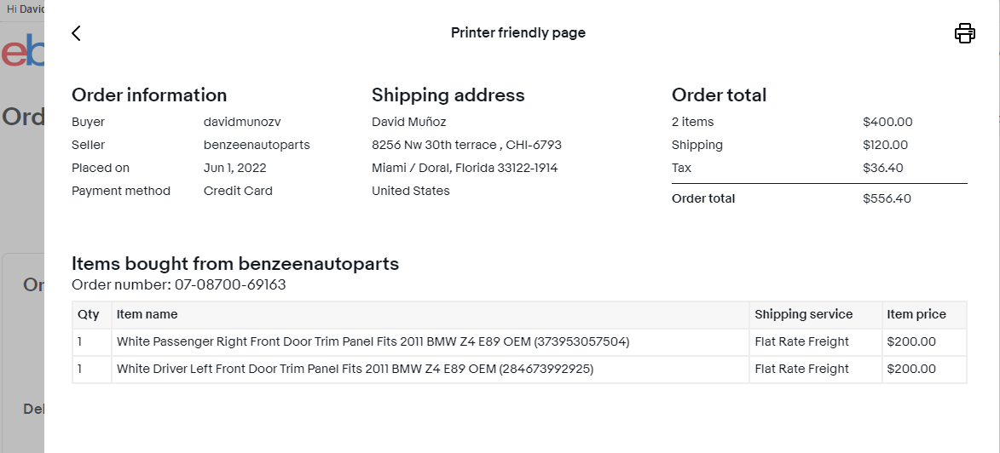 Hi David
Printer friendly page
eb
Ord
Order information
Buyer davidmunozv
Seller benzeenautoparts
Placed on Jun 1, 2022
Payment method Credit Card
Shipping address
David Muñoz
8256 Nw 30th terrace , CHI-6793
Miami / Doral, Florida 33122-1914
United States
Order total
2 items $400.00
Shipping $120.00
Tax $36.40
Order total $556.40
Or
Items bought from benzeenautoparts
Order number: 07-08700-69163
Qty Item name Shipping service Item price
1 White Passenger Right Front Door Trim Panel Fits 2011 BMW Z4 E89 OEM (373953057504) Flat Rate Freight $200.00
1 White Driver Left Front Door Trim Panel Fits 2011 BMW Z4 E89 OEM (284673992925) Flat Rate Freight $200.00
Del